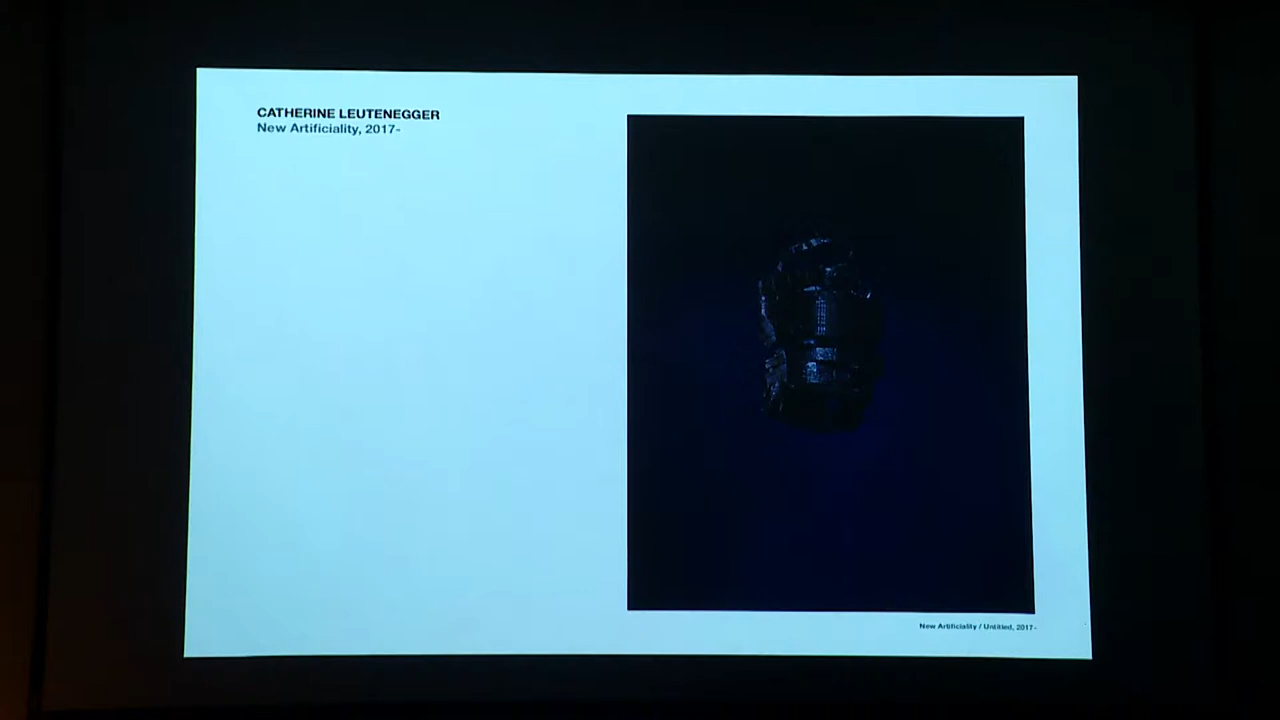 CATHERINE LEUTENEGGER
New Artificiality, 2017-
New Artificiality / Untitled, 2017-